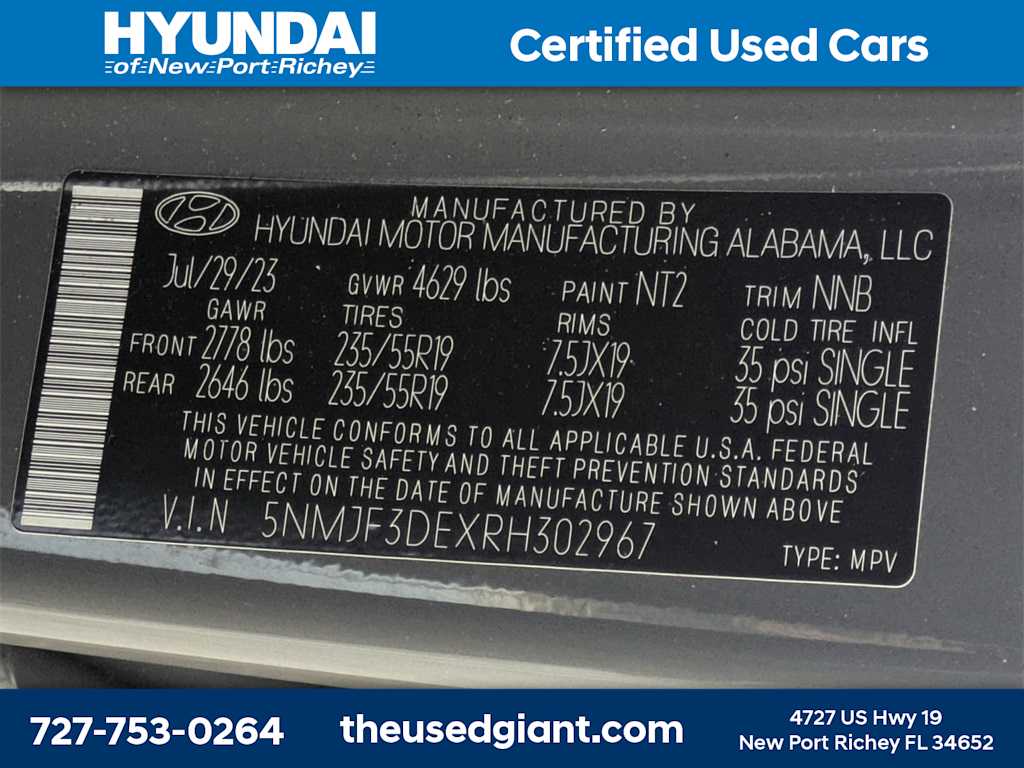 HYUNDAI
of New Port Richey
Certified Used Cars
MANUFACTURED BY
HYUNDAI MOTOR MANUFACTURING ALABAMA, LLC
Jul/29/23 GVWR 4629 lbs PAINT NT2 TRIM NNB
GAWR TIRES RIMS COLD TIRE INFL
FRONT 2778 lbs 235/55R19 7.5JX19 35 psi SINGLE
REAR 2646 lbs 235/55R19 7.5JX19 35 psi SINGLE
THIS VEHICLE CONFORMS TO ALL APPLICABLE U.S.A. FEDERAL
MOTOR VEHICLE SAFETY AND THEFT PREVENTION STANDARDS
IN EFFECT ON THE DATE OF MANUFACTURE SHOWN ABOVE
V.I.N 5NMJF3DEXRH302967
TYPE: MPV
727-753-0264
theusedgiant.com
4727 US Hwy 19
New Port Richey FL 34652